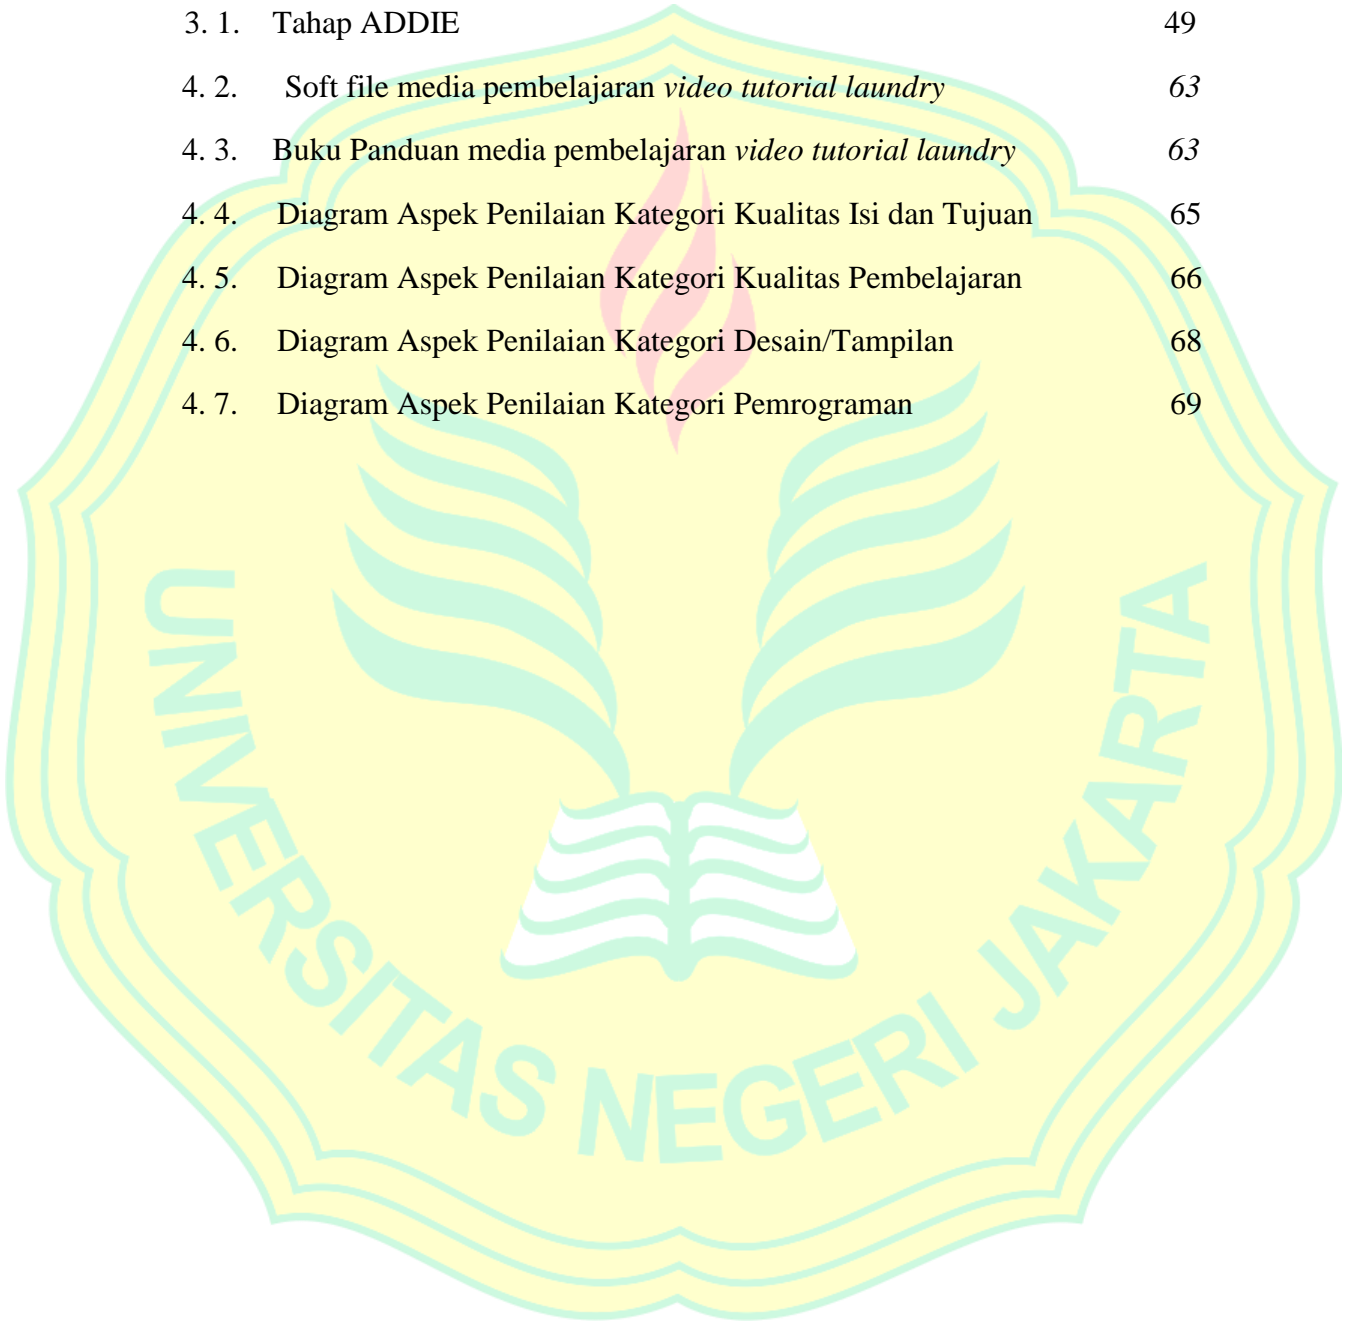 3. 1. Tahap ADDIE 49
4. 2. Soft file media pembelajaran video tutorial laundry 63
4. 3. Buku Panduan media pembelajaran video tutorial laundry 63
4. 4. Diagram Aspek Penilaian Kategori Kualitas Isi dan Tujuan 65
4. 5. Diagram Aspek Penilaian Kategori Kualitas Pembelajaran 66
4. 6. Diagram Aspek Penilaian Kategori Desain/Tampilan 68
4. 7. Diagram Aspek Penilaian Kategori Pemrograman 69
UNIVERSITAS NEGERI JAKARTA